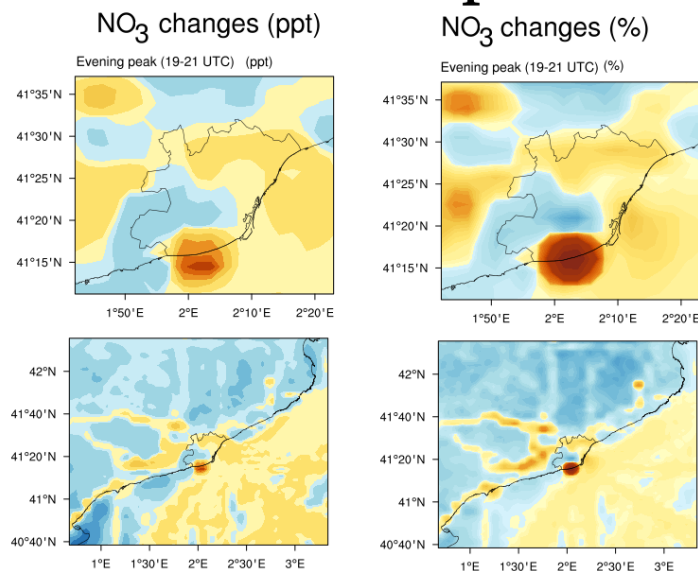 NO3 changes (ppt)
Evening peak (19-21 UTC) (ppt)
41°35'N
41°30'N
41°25'N
41°20'N
41°15'N
1°50'E 2°E 2°10'E 2°20'E
NO3 changes (%)
Evening peak (19-21 UTC) (%)
41°35'N
41°30'N
41°25'N
41°20'N
41°15'N
1°50'E 2°E 2°10'E 2°20'E
42°N
41°40'N
41°20'N
41°N
40°40'N
1°E 1°30'E 2°E 2°30'E 3°E
42°N
41°40'N
41°20'N
41°N
40°40'N
1°E 1°30'E 2°E 2°30'E 3°E